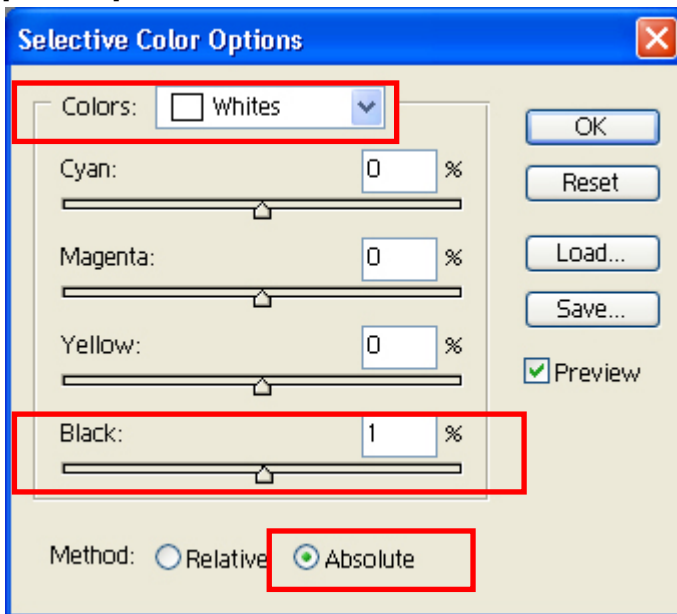 Selective Color Options
Colors: Whites
OK
Cyan: 0 %
Reset
Magenta: 0 %
Load...
Save...
Yellow: 0 %
Preview
Black: 1 %
Method: Relative Absolute